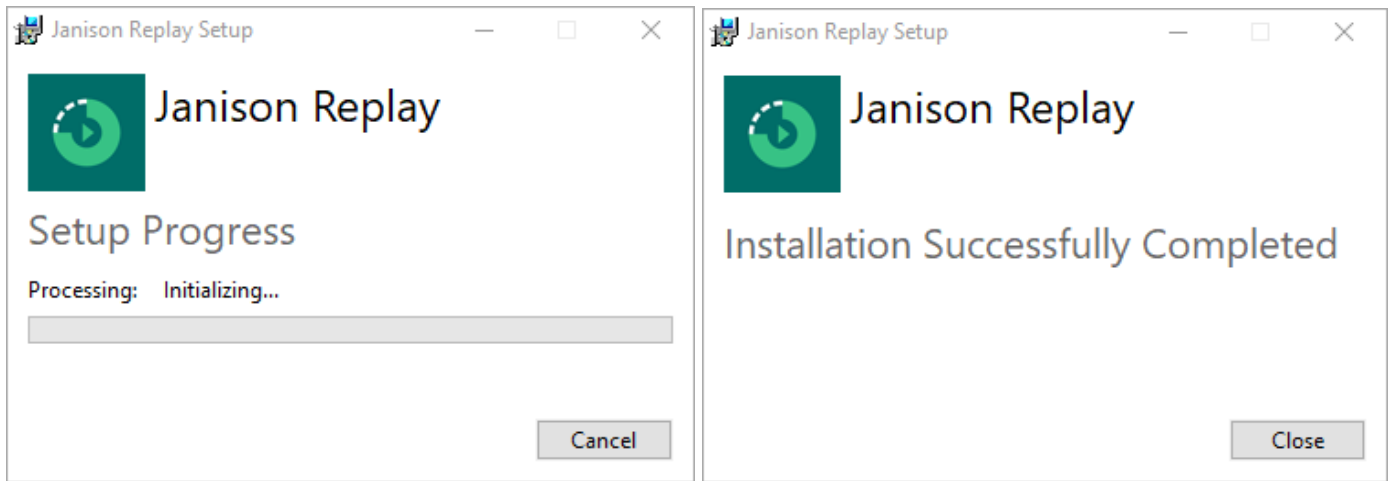 Janison Replay Setup
Janison Replay
Setup Progress
Processing: Initializing...
Cancel
Janison Replay Setup
Janison Replay
Installation Successfully Completed
Close